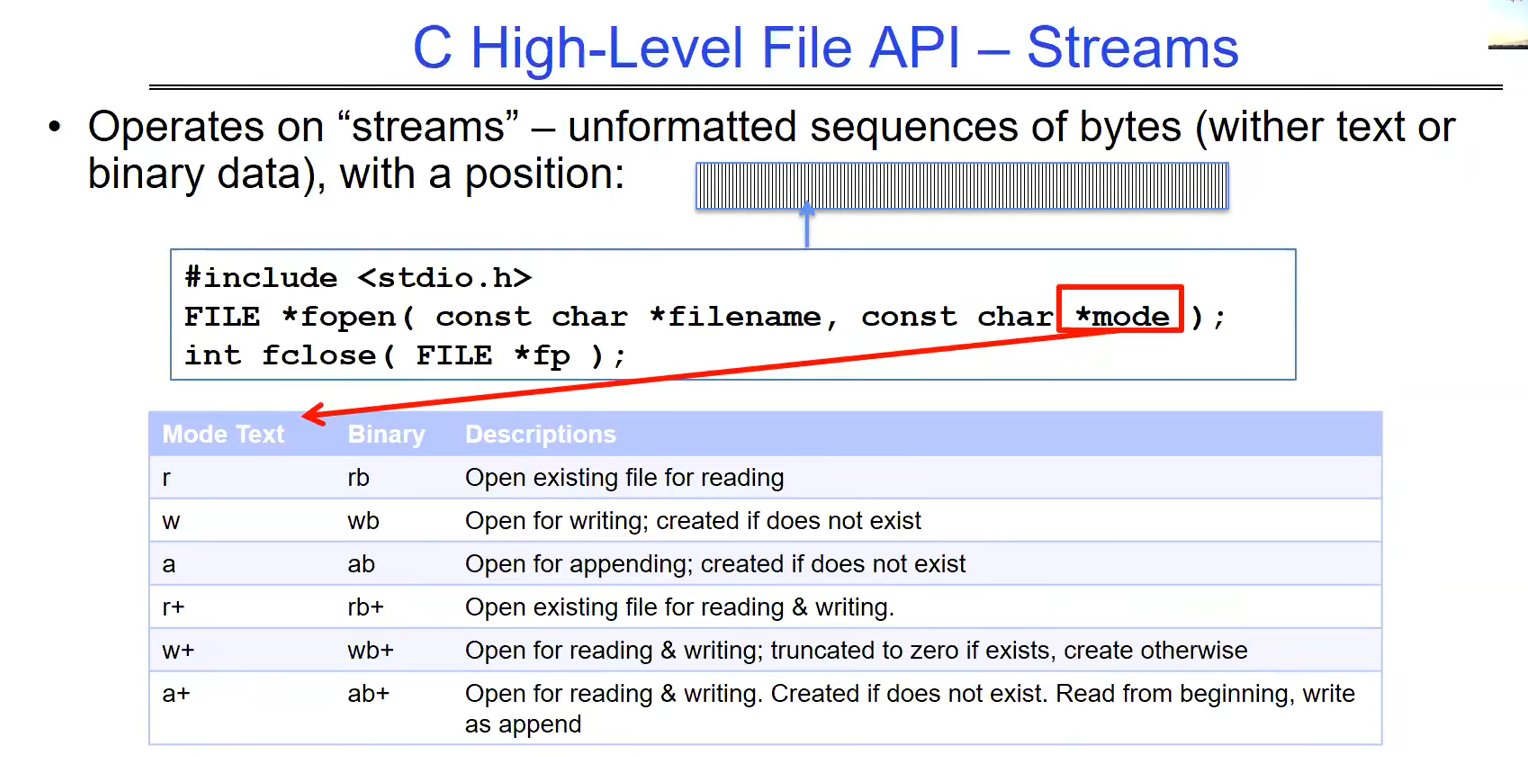 C High-Level File API – Streams
• Operates on “streams” – unformatted sequences of bytes (wither text or
binary data), with a position:
#include <stdio.h>
FILE *fopen( const char *filename, const char *mode );
int fclose( FILE *fp );
Mode Text Binary Descriptions
r rb Open existing file for reading
w wb Open for writing; created if does not exist
a ab Open for appending; created if does not exist
r+ rb+ Open existing file for reading & writing.
w+ wb+ Open for reading & writing; truncated to zero if exists, create otherwise
a+ ab+ Open for reading & writing. Created if does not exist. Read from beginning, write
as append